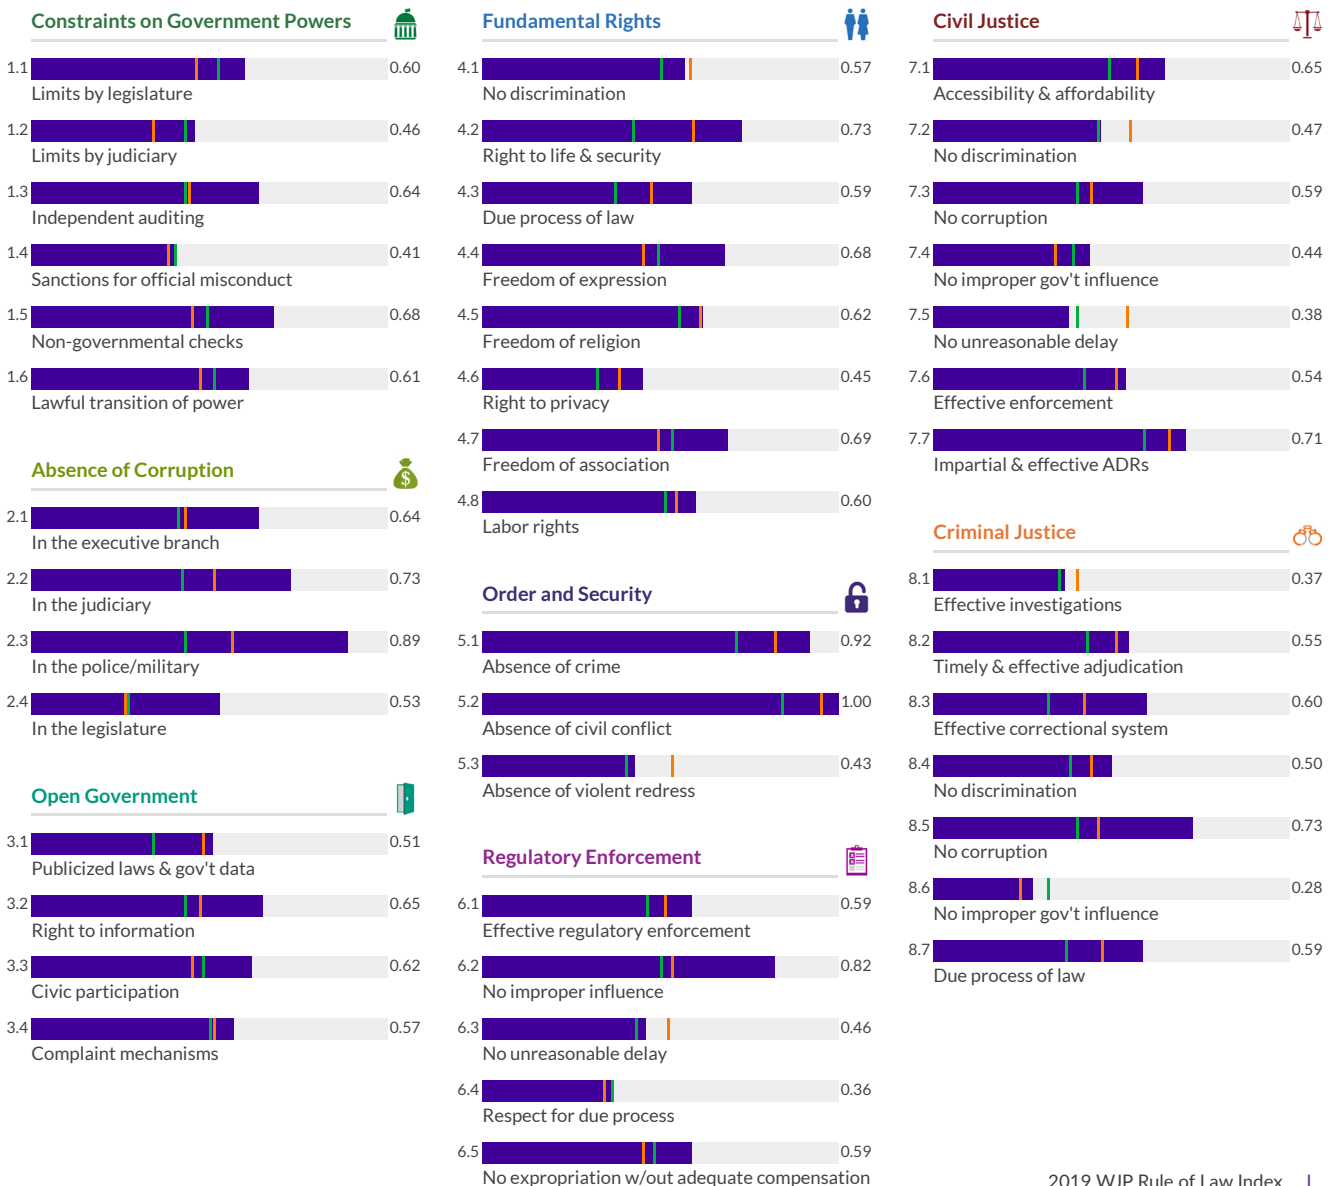 Constraints on Government Powers
1.1 0.60
Limits by legislature
1.2 0.46
Limits by judiciary
1.3 0.64
Independent auditing
1.4 0.41
Sanctions for official misconduct
1.5 0.68
Non-governmental checks
1.6 0.61
Lawful transition of power
Absence of Corruption
$
2.1 0.64
In the executive branch
2.2 0.73
In the judiciary
2.3 0.89
In the police/military
2.4 0.53
In the legislature
Open Government
3.1 0.51
Publicized laws & gov't data
3.2 0.65
Right to information
3.3 0.62
Civic participation
3.4 0.57
Complaint mechanisms
Fundamental Rights
4.1 0.57
No discrimination
4.2 0.73
Right to life & security
4.3 0.59
Due process of law
4.4 0.68
Freedom of expression
4.5 0.62
Freedom of religion
4.6 0.45
Right to privacy
4.7 0.69
Freedom of association
4.8 0.60
Labor rights
Order and Security
5.1 0.92
Absence of crime
5.2 1.00
Absence of civil conflict
5.3 0.43
Absence of violent redress
Regulatory Enforcement
6.1 0.59
Effective regulatory enforcement
6.2 0.82
No improper influence
6.3 0.46
No unreasonable delay
6.4 0.36
Respect for due process
6.5 0.59
No expropriation w/out adequate compensation
Civil Justice
7.1 0.65
Accessibility & affordability
7.2 0.47
No discrimination
7.3 0.59
No corruption
7.4 0.44
No improper gov't influence
7.5 0.38
No unreasonable delay
7.6 0.54
Effective enforcement
7.7 0.71
Impartial & effective ADRs
Criminal Justice
8.1 0.37
Effective investigations
8.2 0.55
Timely & effective adjudication
8.3 0.60
Effective correctional system
8.4 0.50
No discrimination
8.5 0.73
No corruption
8.6 0.28
No improper gov't influence
8.7 0.59
Due process of law
2019 WJP Rule of Law Index |